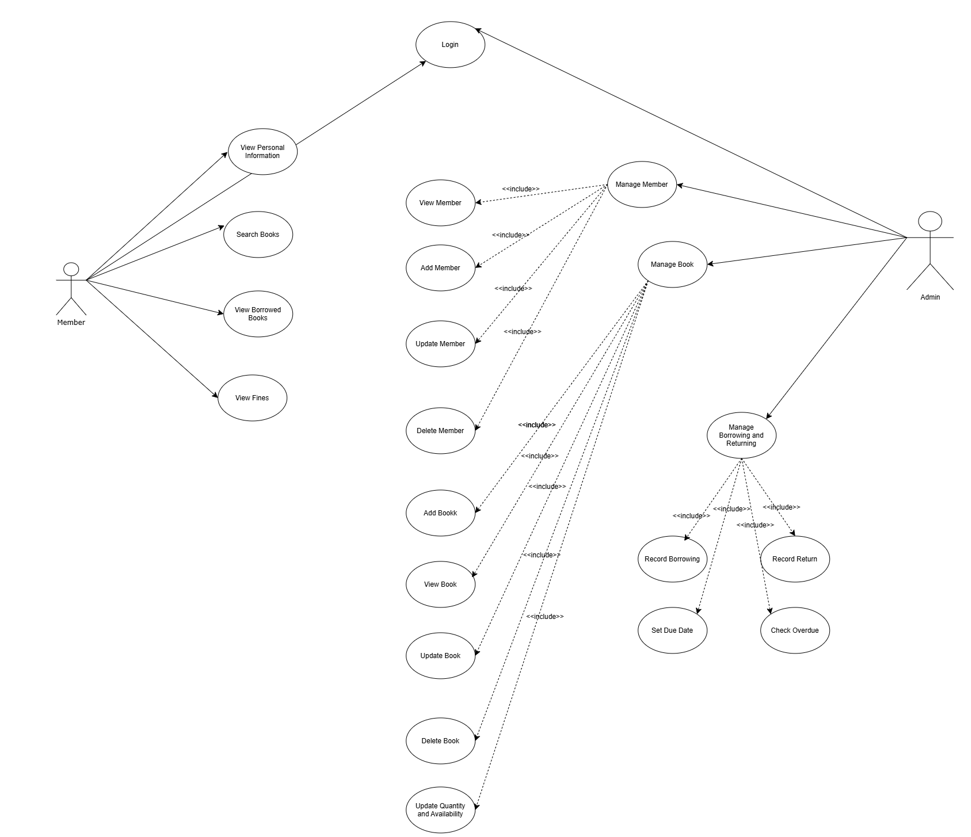 Login
View Personal
Information
Search Books
View Borrowed
Books
View Fines
Member
View Member
Add Member
Update Member
Delete Member
Add Bookk
View Book
Update Book
Delete Book
Update Quantity
and Availability
<<include>>
<<include>>
<<include>>
<<include>>
<<include>>
<<include>>
<<include>>
<<include>>
<<include>>
Manage Member
Manage Book
Admin
Manage
Borrowing and
Returning
<<include>>
<<include>>
<<include>>
<<include>>
Record Borrowing
Record Return
Set Due Date
Check Overdue